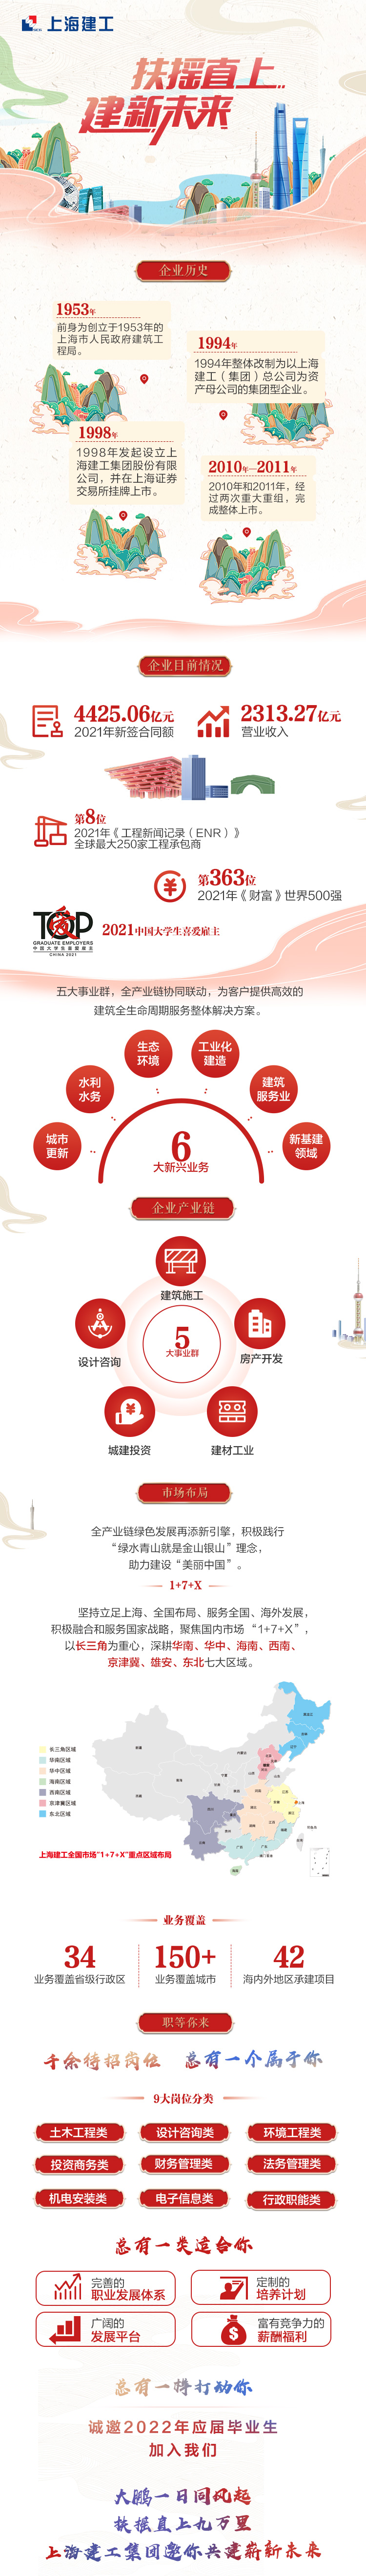 上海建工
扶摇直上
建新未来
企业历史
1953年
前身为创立于1953年的
上海市人民政府建筑工
程局。
1994年
1994年整体改制为以上海
建工（集团）总公司为资
产母公司的集团型企业。
1998年
1998年发起设立上
海建工集团股份有限
公司，并在上海证券
交易所挂牌上市。
2010年—2011年
2010年和2011年，经
过两次重大重组，完
成整体上市。
企业目前情况
4425.06亿元
2021年新签合同额
2313.27亿元
营业收入
第8位
2021年《工程新闻记录（ENR）》
全球最大250家工程承包商
第363位
2021年《财富》世界500强
TOP
GRADUATE EMPLOYERS
中国大学生喜爱雇主
CHINA 2021
2021中国大学生喜爱雇主
五大事业群，全产业链协同联动，为客户提供高效的
建筑全生命周期服务整体解决方案。
生态
环境
工业化
建造
水利
水务
建筑
服务业
城市
更新
新基建
领域
6
大新兴业务
企业产业链
建筑施工
设计咨询
5
大事业群
房产开发
城建投资
建材工业
市场布局
全产业链绿色发展再添新引擎，积极践行
“绿水青山就是金山银山”理念，
助力建设“美丽中国”。
1+7+X
坚持立足上海、全国布局、服务全国、海外发展，
积极融合和服务国家战略，聚焦国内市场“1+7+X”，
以长三角为重心，深耕华南、华中、海南、西南、
京津冀、雄安、东北七大区域。
长三角区域
华南区域
华中区域
海南区域
西南区域
京津冀区域
东北区域
上海建工全国市场“1+7+X”重点区域布局
业务覆盖
34
业务覆盖省级行政区
150+
业务覆盖城市
42
海内外地区承建项目
职等你来
千余待招岗位 总有一个属于你
9大岗位分类
土木工程类
设计咨询类
环境工程类
投资商务类
财务管理类
法务管理类
机电安装类
电子信息类
行政职能类
总有一类适合你
完善的
职业发展体系
定制的
培养计划
广阔的
发展平台
富有竞争力的
薪酬福利
总有一样打动你
诚邀2022年应届毕业生
加入我们
大鹏一日同风起
扶摇直上九万里
上海建工集团邀你共建崭新未来